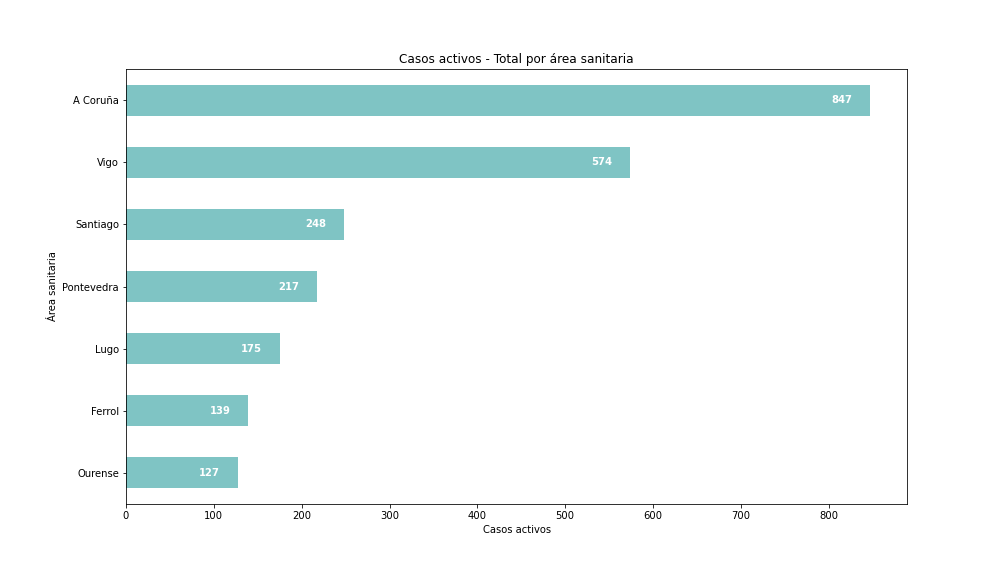 Casos activos - Total por área sanitaria
A Coruña
847
Vigo
574
Santiago
248
Pontevedra
217
Lugo
175
Ferrol
139
Ourense
127
Área sanitaria
0 100 200 300 400 500 600 700 800
Casos activos